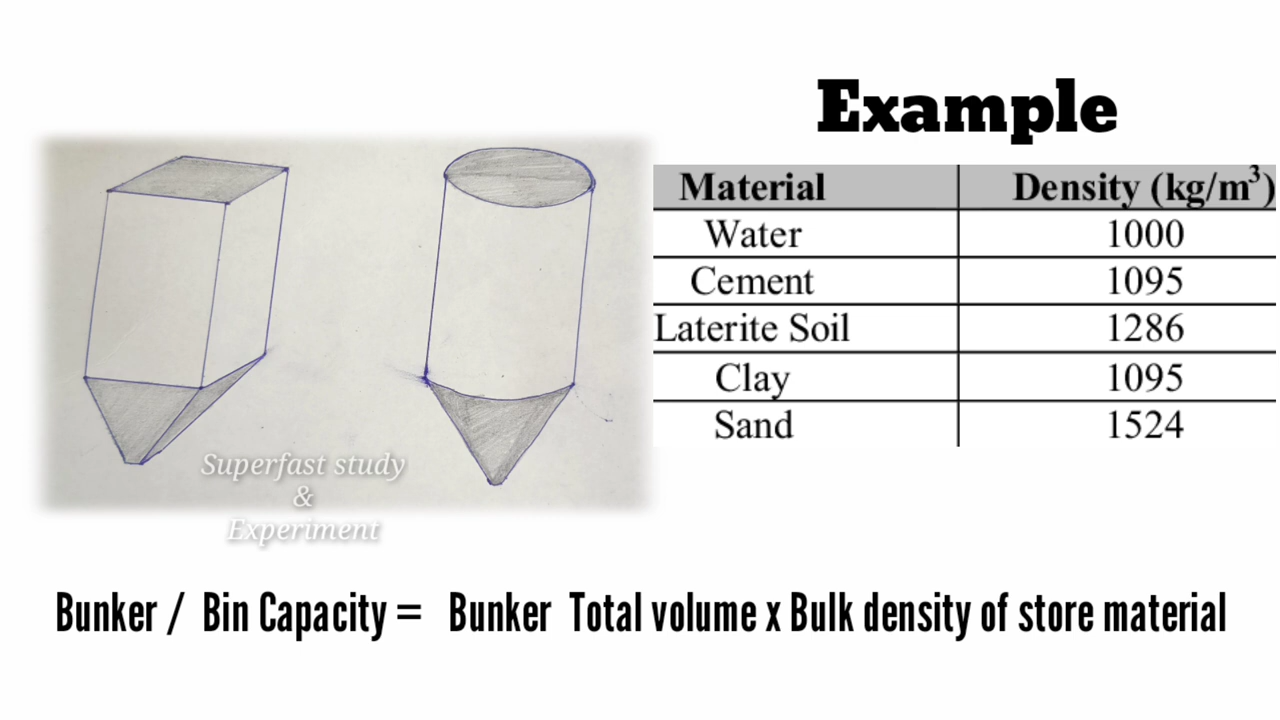 Example
Material Density (kg/m³)
Water 1000
Cement 1095
Laterite Soil 1286
Clay 1095
Sand 1524
Superfast study
&
Experiment
Bunker / Bin Capacity = Bunker Total volume x Bulk density of store material